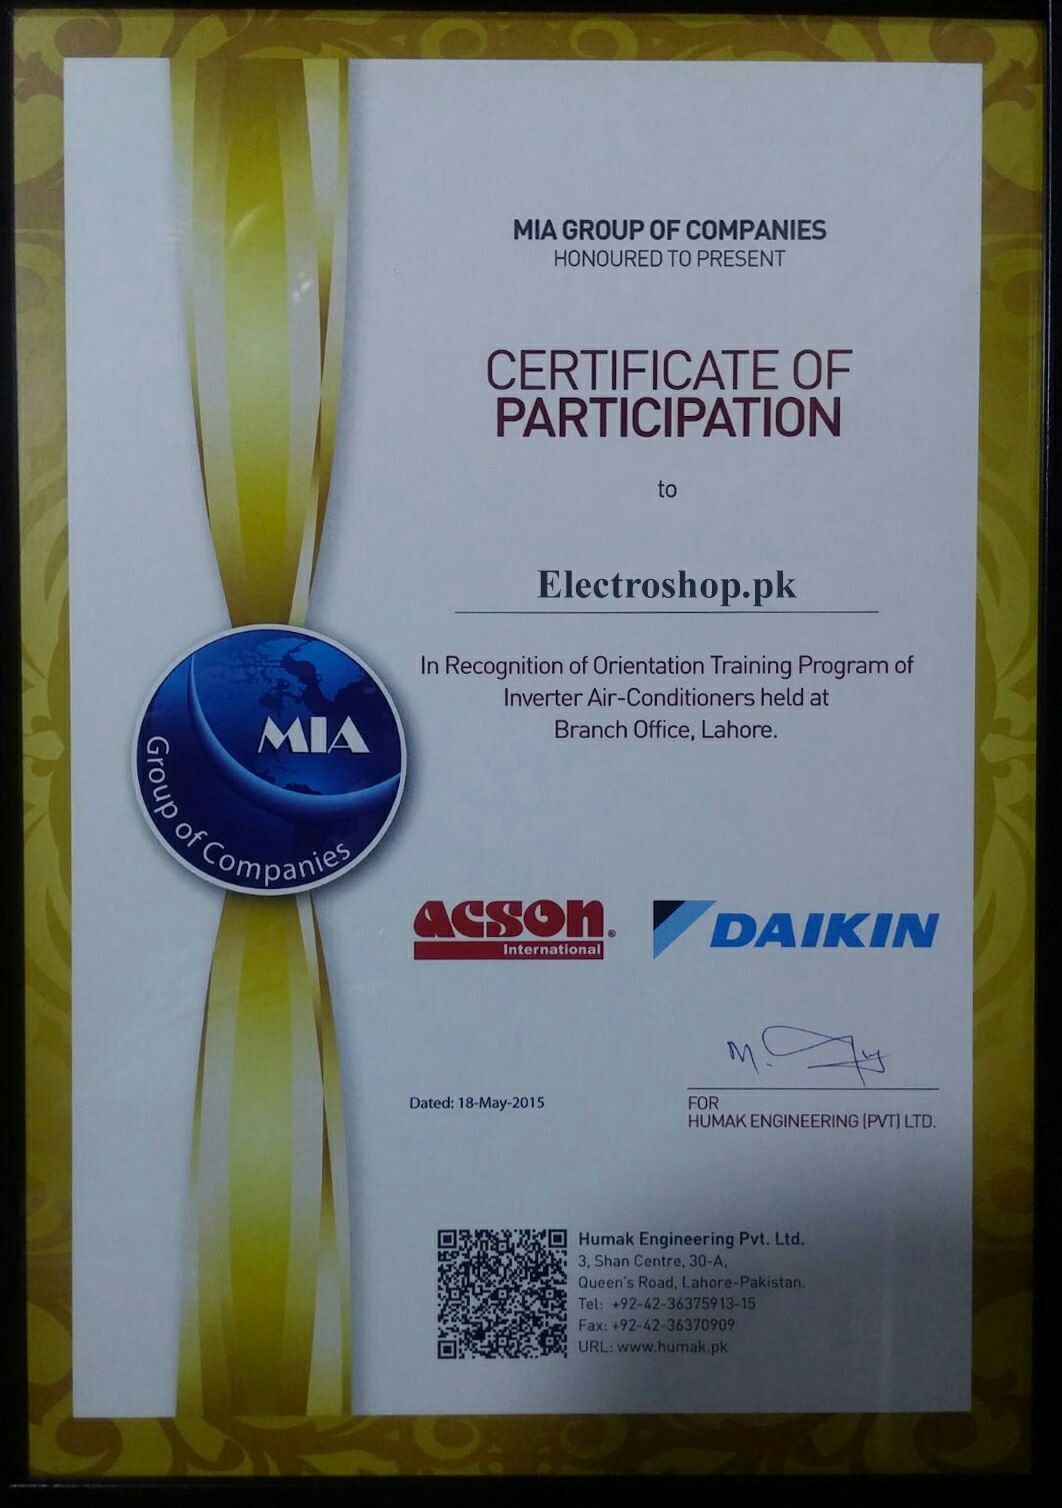 MIA GROUP OF COMPANIES
HONOURED TO PRESENT
CERTIFICATE OF
PARTICIPATION
to
Electroshop.pk
In Recognition of Orientation Training Program of
Inverter Air-Conditioners held at
Branch Office, Lahore.
MIA
Group of Companies
acson®
International
DAIKIN
Dated: 18-May-2015
FOR
HUMAK ENGINEERING (PVT) LTD.
Humak Engineering Pvt. Ltd.
3, Shan Centre, 30-A,
Queen's Road, Lahore-Pakistan.
Tel: +92-42-36375913-15
Fax: +92-42-36370909
URL: www.humak.pk